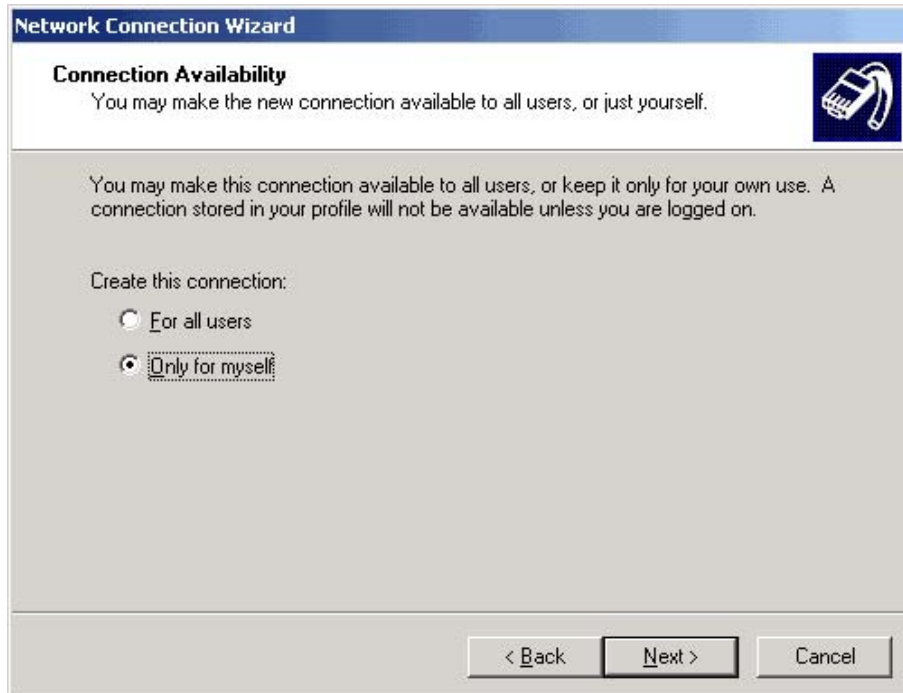 Network Connection Wizard
Connection Availability
You may make the new connection available to all users, or just yourself.
You may make this connection available to all users, or keep it only for your own use. A
connection stored in your profile will not be available unless you are logged on.
Create this connection:
For all users
Only for myself
< Back Next > Cancel